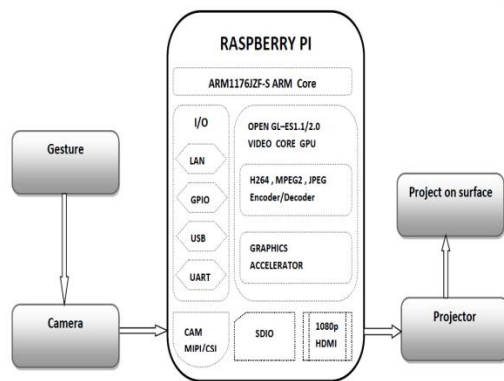 RASPBERRY PI
ARM1176JZF-S ARM Core
I/O
LAN
GPIO
USB
UART
OPEN GL-ES1.1/2.0
VIDEO CORE GPU
H264 , MPEG2 , JPEG
Encoder/Decoder
GRAPHICS
ACCELERATOR
CAM
MIPI/CSI
SDIO
1080p
HDMI
Gesture
Camera
Project on surface
Projector